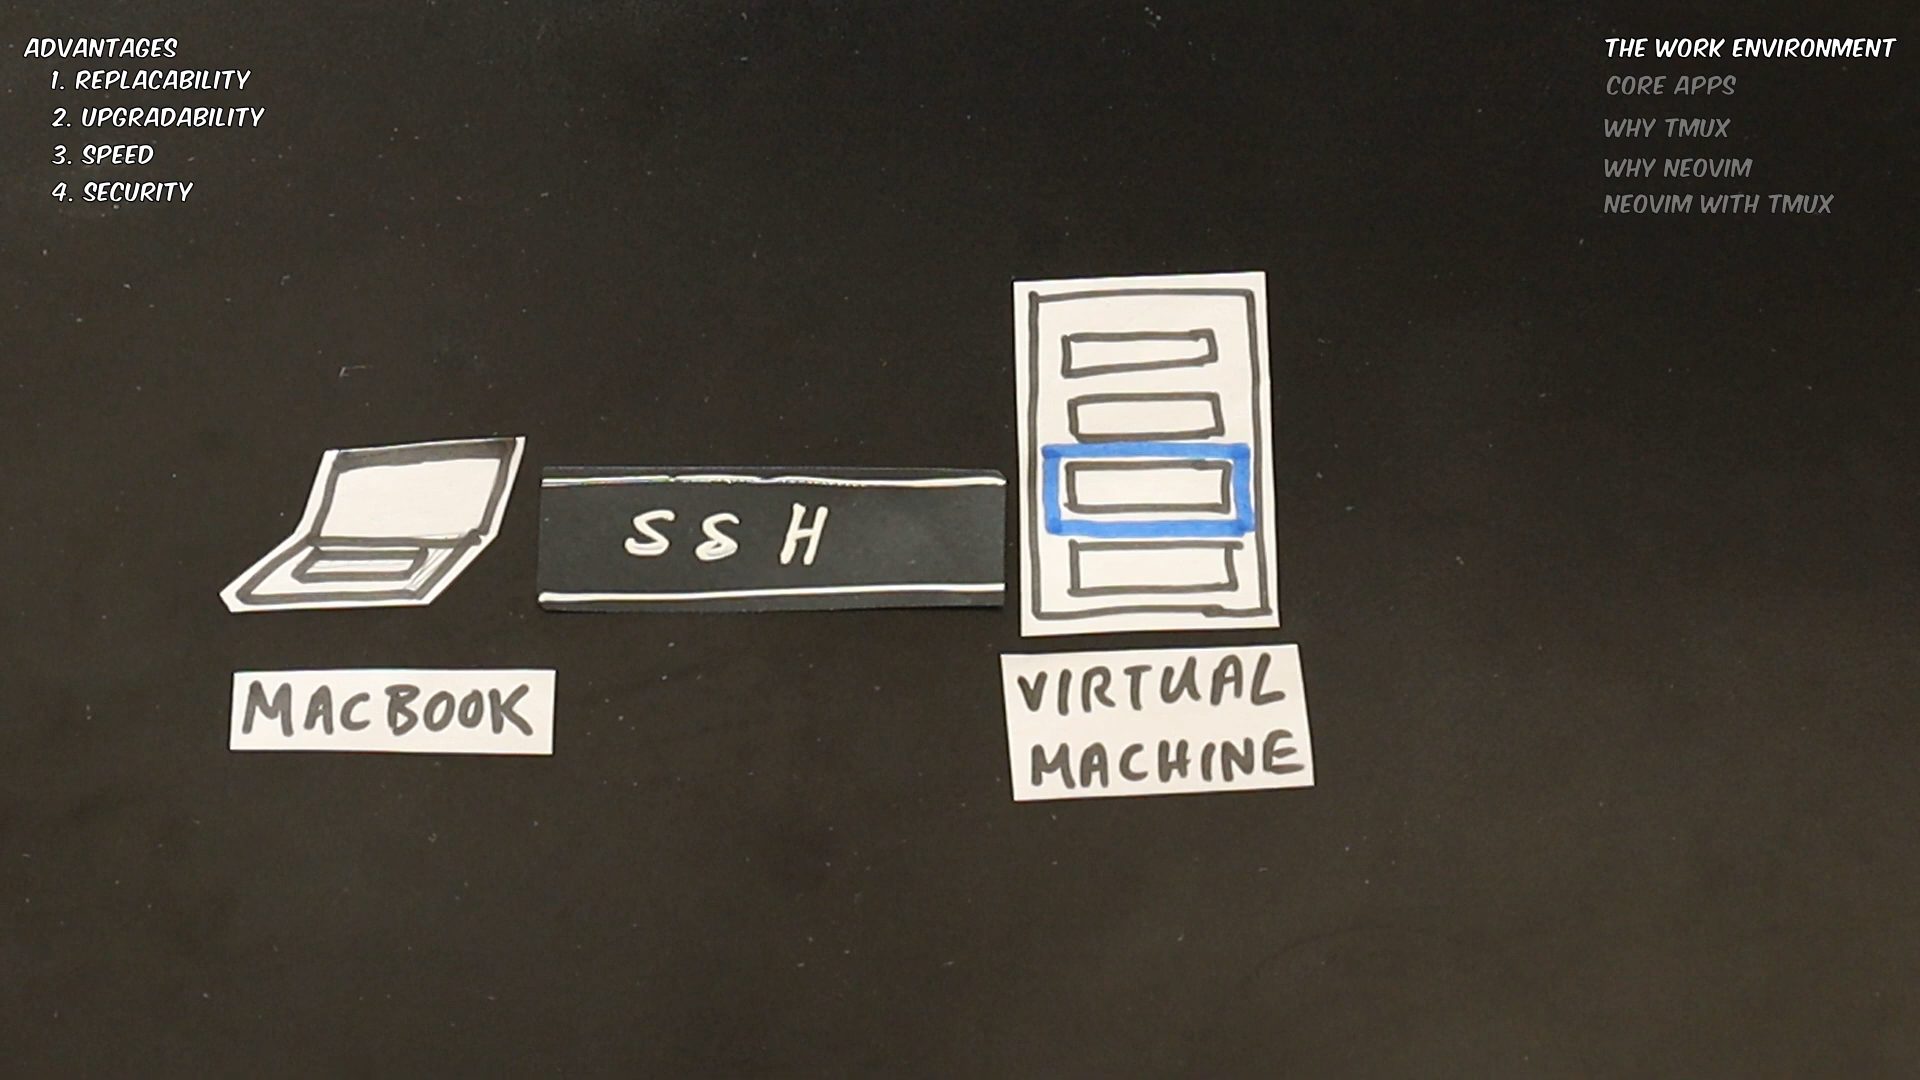 ADVANTAGES
1. REPLACABILITY
2. UPGRADABILITY
3. SPEED
4. SECURITY
THE WORK ENVIRONMENT
CORE APPS
WHY TMUX
WHY NEOVIM
NEOVIM WITH TMUX
SSH
MACBOOK
VIRTUAL
MACHINE